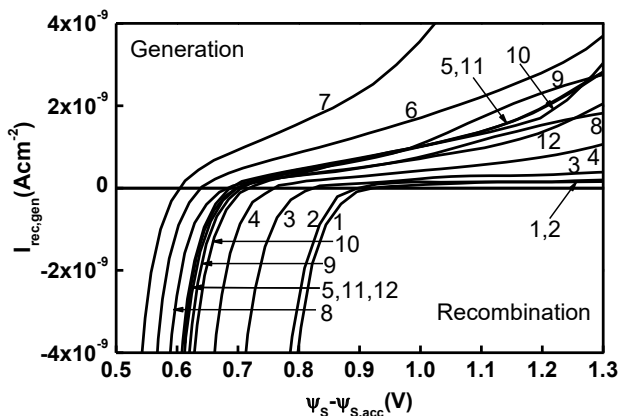 4x10⁻⁹
Generation
10
5,11
9
7
6
2x10⁻⁹
8
12
4
3
0
4 3 2 1
1,2
10
-2x10⁻⁹
9
5,11,12
8
Recombination
-4x10⁻⁹
0.5 0.6 0.7 0.8 0.9 1.0 1.1 1.2 1.3
I_rec,gen(Acm⁻²)
ψ_S-ψ_S,acc(V)